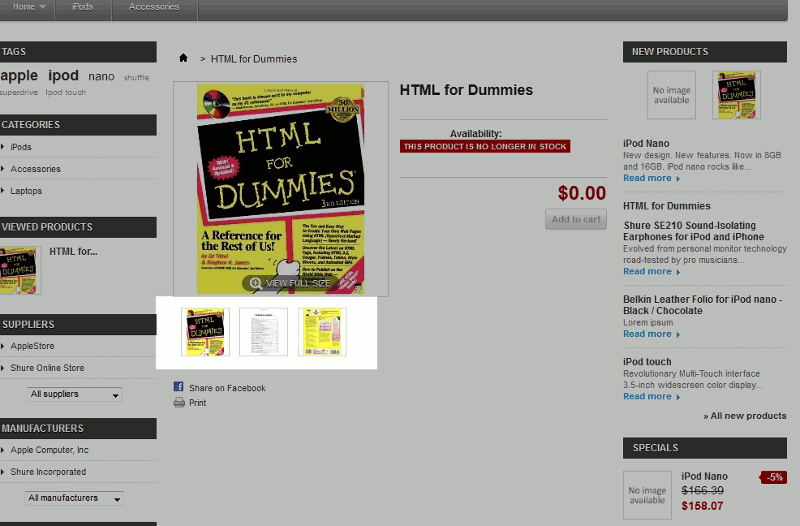 Home
iPods
Accessories
TAGS
apple ipod nano shuffle
superdrive Ipod touch
CATEGORIES
iPods
Accessories
Laptops
VIEWED PRODUCTS
HTML for...
SUPPLIERS
AppleStore
Shure Online Store
All suppliers
MANUFACTURERS
Apple Computer, Inc
Shure Incorporated
All manufacturers
> HTML for Dummies
HTML
FOR
DUMMIES
3RD EDITION
A Reference for
the Rest of Us!
VIEW FULL SIZE
Share on Facebook
Print
HTML for Dummies
Availability:
THIS PRODUCT IS NO LONGER IN STOCK
$0.00
Add to cart
NEW PRODUCTS
No image
available
iPod Nano
New design. New features. Now in 8GB
and 16GB. iPod nano rocks like...
Read more
HTML for Dummies
Shure SE210 Sound-Isolating
Earphones for iPod and iPhone
Evolved from personal monitor technology
road-tested by pro musicians...
Read more
Belkin Leather Folio for iPod nano -
Black / Chocolate
Lorem ipsum
Read more
iPod touch
Revolutionary Multi-Touch interface
3.5-inch widescreen color display...
Read more
» All new products
SPECIALS
No image
available
iPod Nano
-5%
$166.39
$158.07